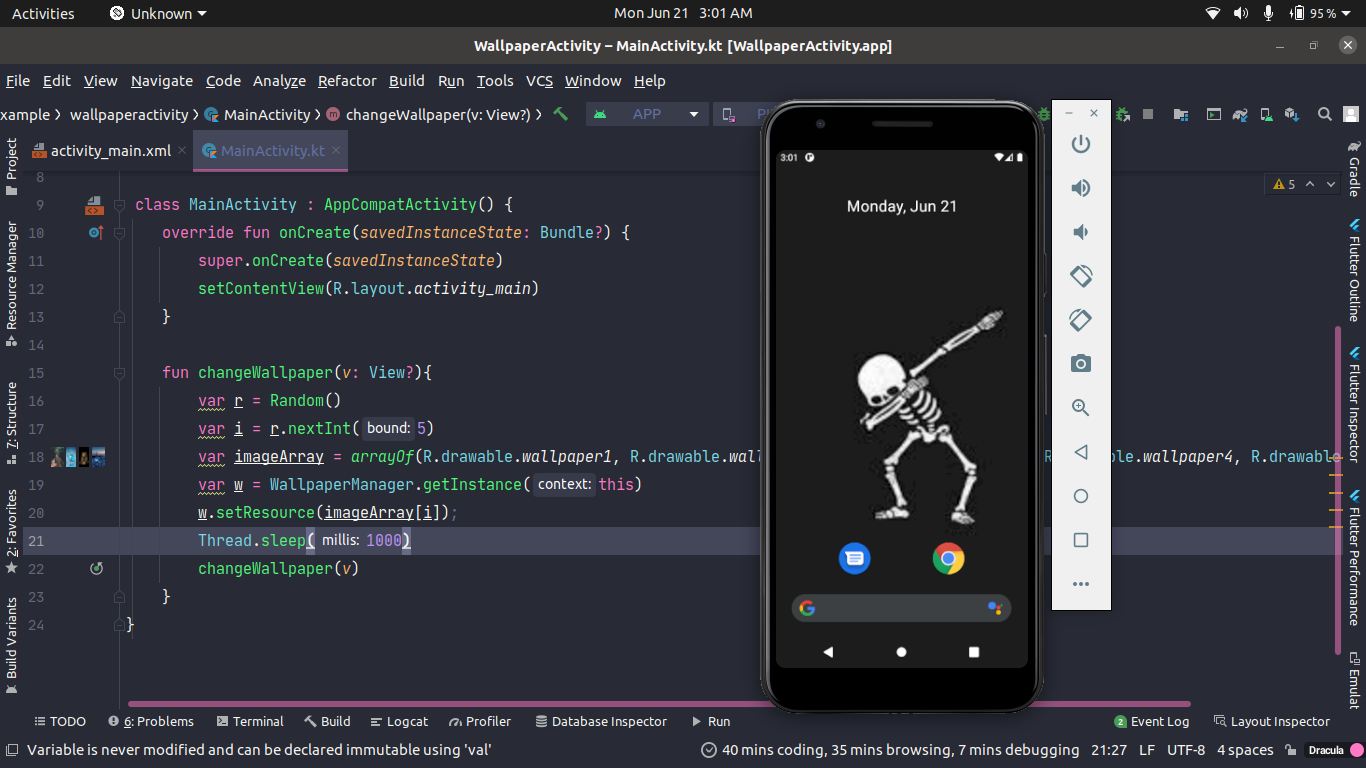 Activities
Unknown
Mon Jun 21 3:01 AM
95 %
WallpaperActivity – MainActivity.kt [WallpaperActivity.app]
File Edit View Navigate Code Analyze Refactor Build Run Tools VCS Window Help
xample
wallpaperactivity
MainActivity
changeWallpaper(v: View?)
APP
activity_main.xml
MainActivity.kt
5
8
9 class MainActivity : AppCompatActivity() {
10 override fun onCreate(savedInstanceState: Bundle?) {
11 super.onCreate(savedInstanceState)
12 setContentView(R.layout.activity_main)
13 }
14
15 fun changeWallpaper(v: View?){
16 var r = Random()
17 var i = r.nextInt( bound: 5)
18 var imageArray = arrayOf(R.drawable.wallpaper1, R.drawable.wal
ble.wallpaper4, R.drawable
19 var w = WallpaperManager.getInstance( context: this)
20 w.setResource(imageArray[i]);
21 Thread.sleep( millis: 1000)
22 changeWallpaper(v)
23 }
24 }
Project
Resource Manager
7: Structure
2: Favorites
Build Variants
3:01
Monday, Jun 21
Gradle
Flutter Outline
Flutter Inspector
Flutter Performance
Emulat
TODO
6: Problems
Terminal
Build
Logcat
Profiler
Database Inspector
Run
2 Event Log
Layout Inspector
Variable is never modified and can be declared immutable using 'val'
40 mins coding, 35 mins browsing, 7 mins debugging
21:27
LF
UTF-8
4 spaces
Dracula